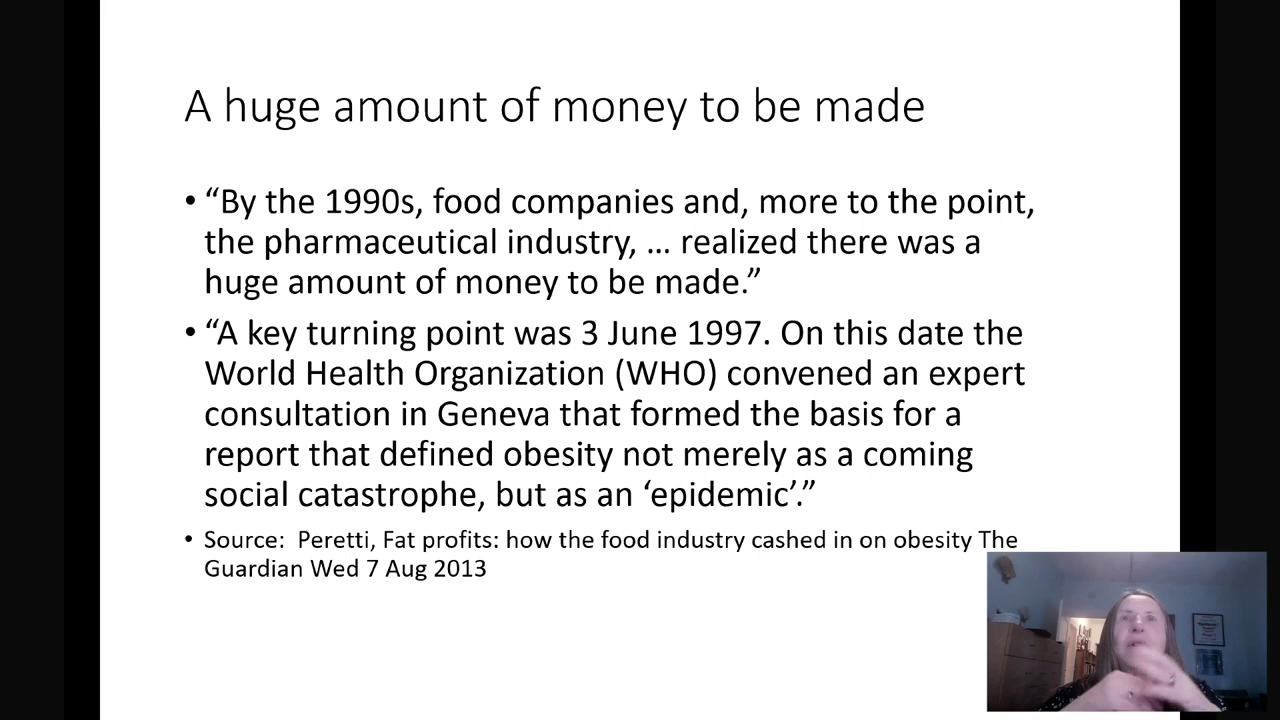 A huge amount of money to be made
• “By the 1990s, food companies and, more to the point,
the pharmaceutical industry, ... realized there was a
huge amount of money to be made.”
• “A key turning point was 3 June 1997. On this date the
World Health Organization (WHO) convened an expert
consultation in Geneva that formed the basis for a
report that defined obesity not merely as a coming
social catastrophe, but as an ‘epidemic’.”
• Source:  Peretti, Fat profits: how the food industry cashed in on obesity The
Guardian Wed 7 Aug 2013